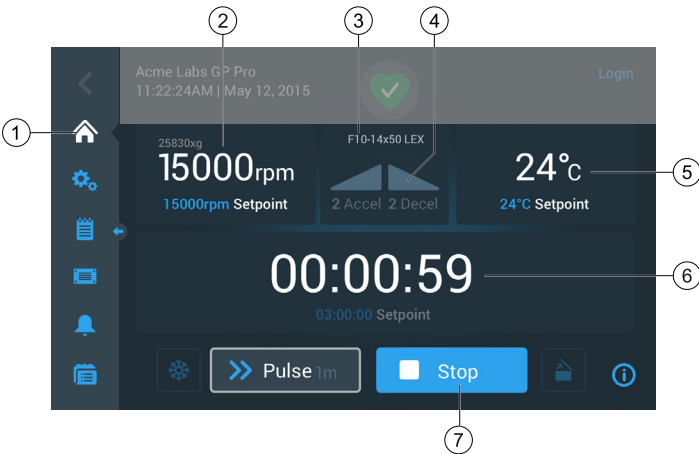 2
3
4
Acme Labs GP Pro
11:22:24AM | May 12, 2015
Login
1
F10-14x50 LEX
25830xg
15000rpm
24°C
5
15000rpm Setpoint
2 Accel 2 Decel
24°C Setpoint
00:00:59
6
03:00:00 Setpoint
Pulse 1m
Stop
7